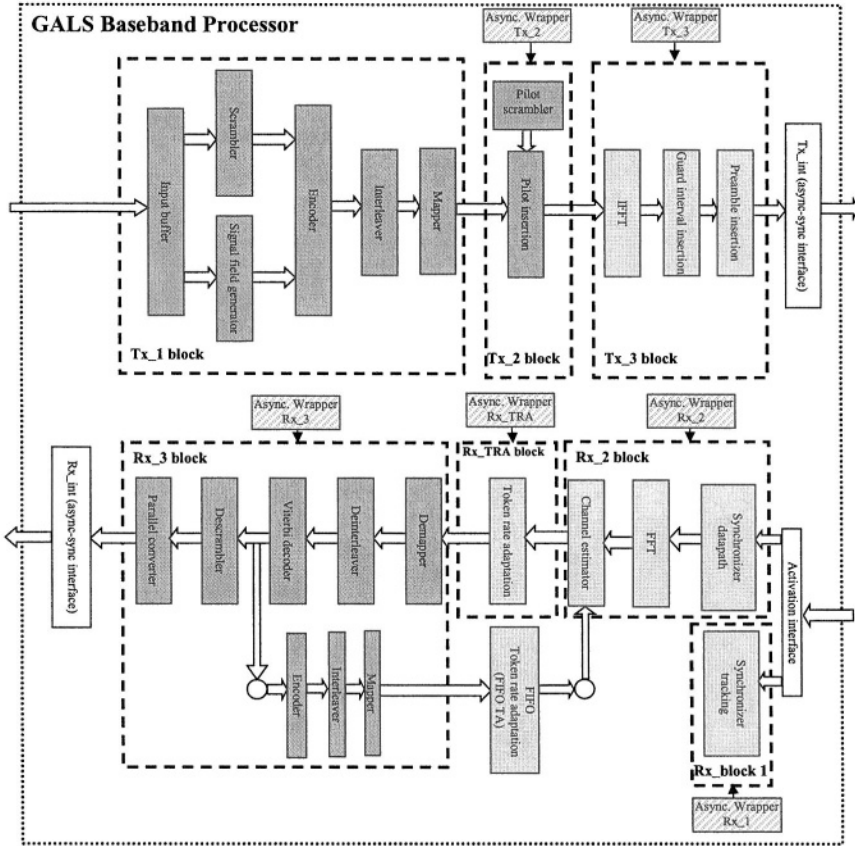 GALS Baseband Processor
Async. Wrapper
Tx_2
Async. Wrapper
Tx_3
Input buffer
Scrambler
Signal field
generator
Encoder
Interleaver
Mapper
Tx_1 block
Pilot
scrambler
Pilot insertion
Tx_2 block
IFFT
Guard interval
insertion
Preamble insertion
Tx_3 block
Tx_int (async-sync
interface)
Async. Wrapper
Rx_3
Async. Wrapper
Rx_TRA
Async. Wrapper
Rx_2
Rx_int (async-sync
interface)
Rx_3 block
Parallel converter
Descrambler
Viterbi decoder
Deinterleaver
Demapper
Encoder
Interleaver
Mapper
Rx_TRA block
Token rate
adaptation
FIFO
Token rate adaptation
(FIFO TA)
Rx_2 block
Channel estimator
FFT
Synchronizer
datapath
Activation interface
Synchronizer
tracking
Rx_block 1
Async. Wrapper
Rx_1